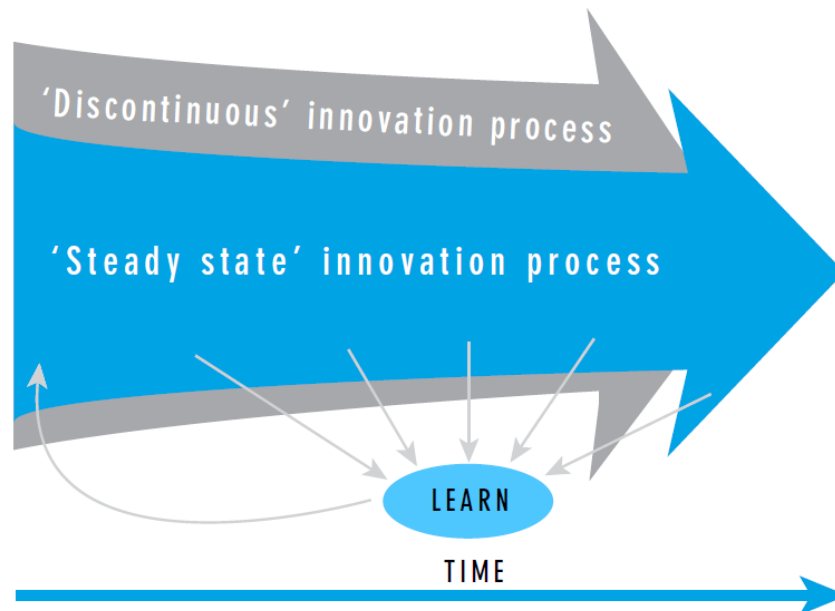 ‘Discontinuous’ innovation process
‘Steady state’ innovation process
LEARN
TIME